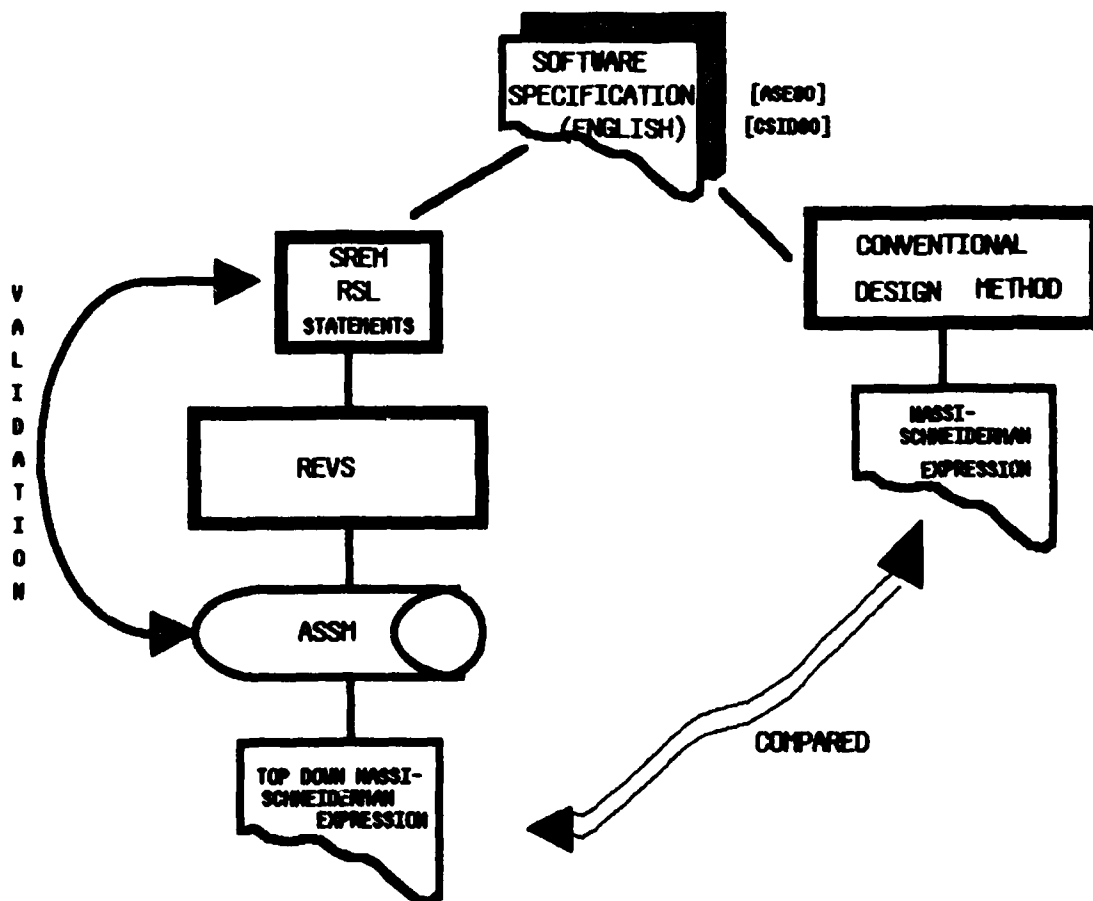 SOFTWARE
SPECIFICATION
(ENGLISH)
[ASE80]
[CSID80]
CONVENTIONAL
DESIGN METHOD
NASSI-
SCHNEIDERMAN
EXPRESSION
SREM
RSL
STATEMENTS
REVS
ASSM
TOP DOWN NASSI-
SCHNEIDERMAN
EXPRESSION
VALIDATION
COMPARED